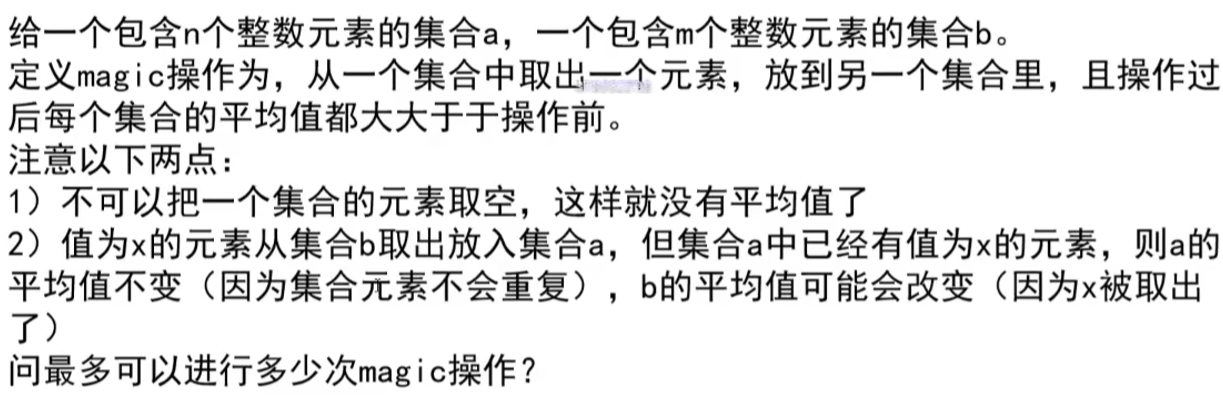 给一个包含n个整数元素的集合a，一个包含m个整数元素的集合b。
定义magic操作为，从一个集合中取出一个元素，放到另一个集合里，且操作过
后每个集合的平均值都大大于于操作前。
注意以下两点：
1）不可以把一个集合的元素取空，这样就没有平均值了
2）值为x的元素从集合b取出放入集合a，但集合a中已经有值为x的元素，则a的
平均值不变（因为集合元素不会重复），b的平均值可能会改变（因为x被取出
了）
问最多可以进行多少次magic操作？